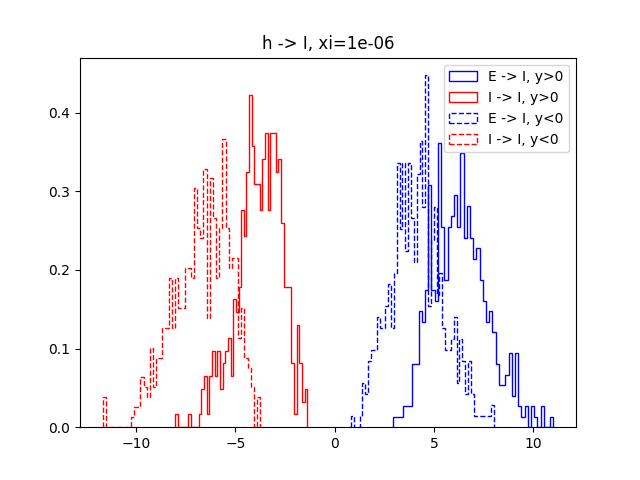 h -> I, xi=1e-06
E -> I, y>0
I -> I, y>0
E -> I, y<0
I -> I, y<0
0.4
0.3
0.2
0.1
0.0
−10
−5
0
5
10